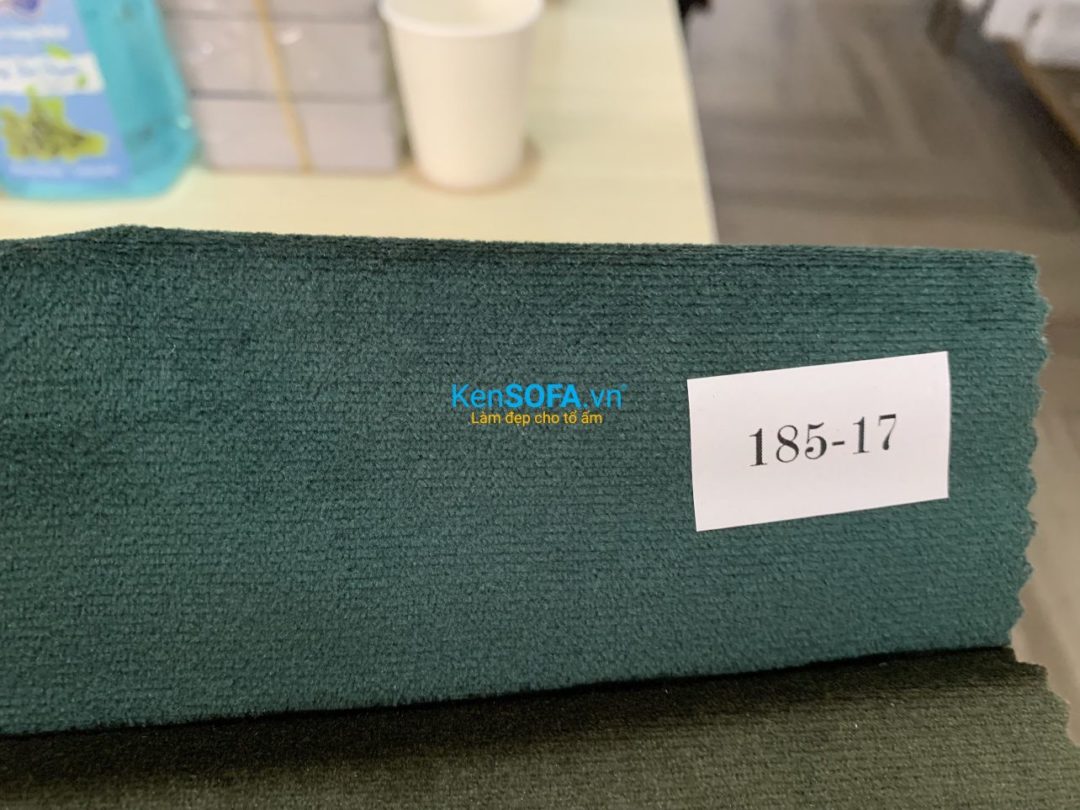 KenSOFA.vn
Làm đẹp cho tổ ấm
185-17